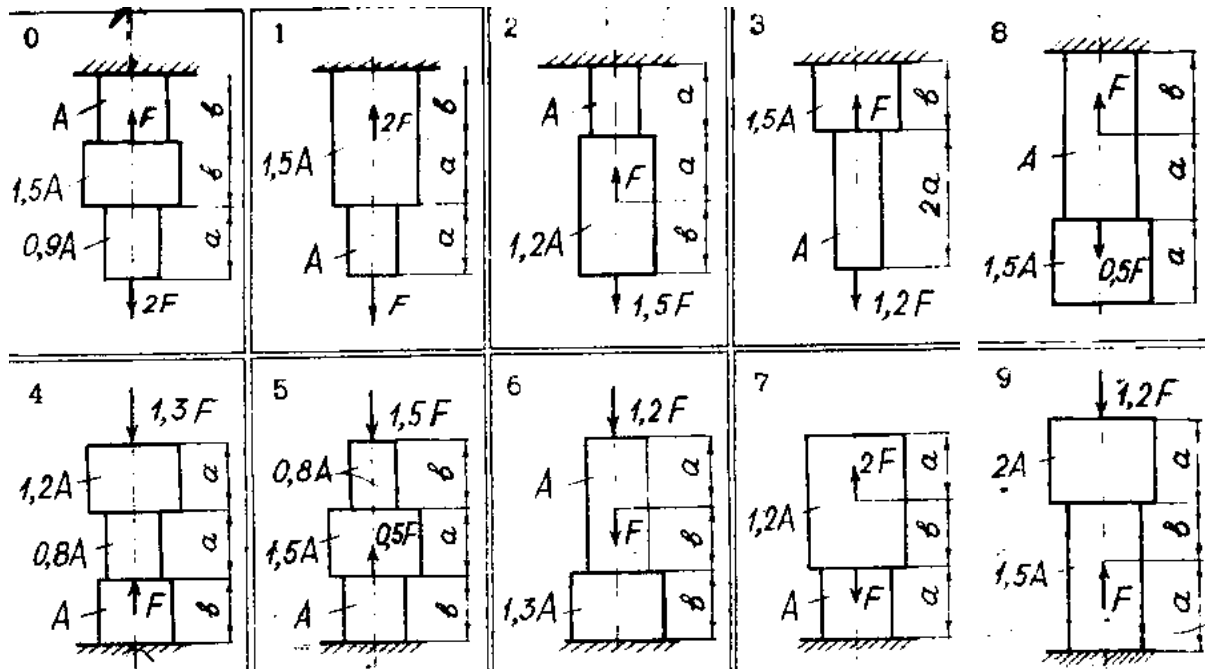 0
A
F
1,5A
0,9A
2F
в
в
a
1
2F
1,5A
A
F
в
a
a
2
A
F
1,2A
1,5F
a
a
в
3
1,5A
F
A
1,2F
в
2a
8
F
A
1,5A
0,5F
в
a
a
4
1,3F
1,2A
0,8A
A
F
a
a
в
5
1,5F
0,8A
1,5A
0,5F
A
в
a
в
6
1,2F
A
F
1,3A
a
в
в
7
2F
1,2A
A
F
a
в
a
9
1,2F
2A
1,5A
F
a
в
a